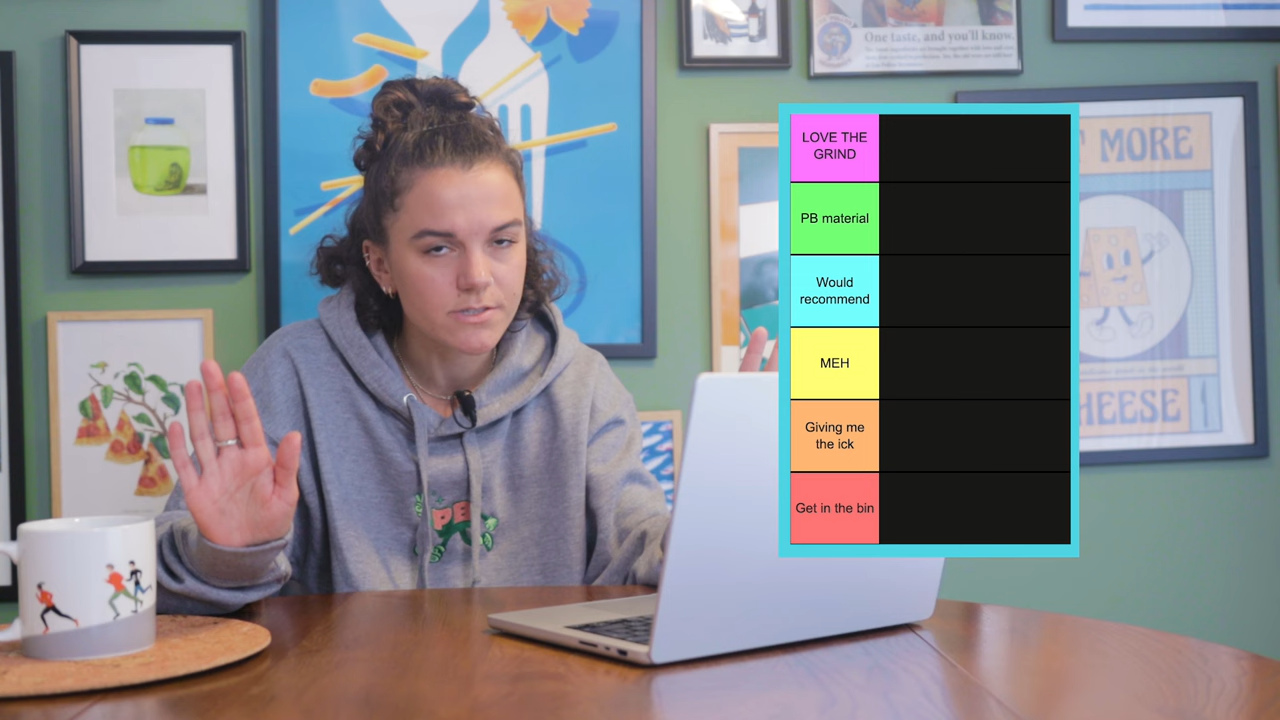 One taste, and you'll know.
MORE
HEESE
PE
LOVE THE
GRIND
PB material
Would
recommend
MEH
Giving me
the ick
Get in the bin